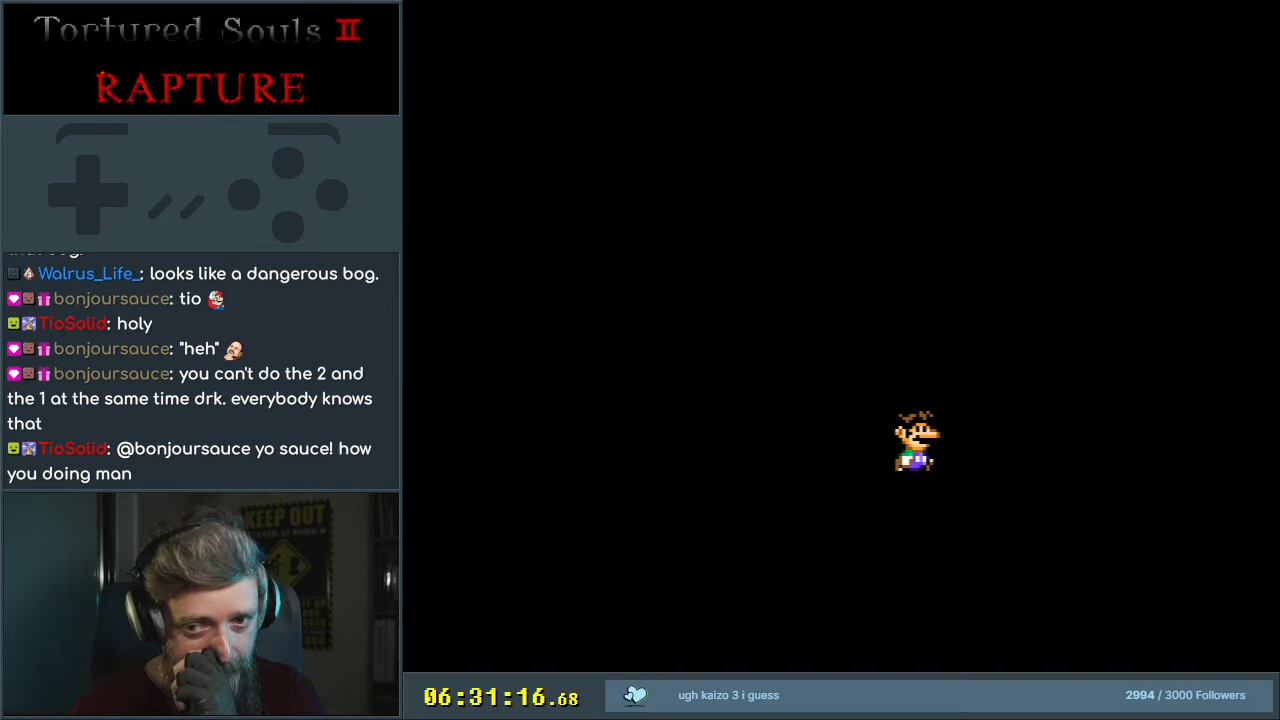 Tortured Souls II
RAPTURE
Walrus_Life_: looks like a dangerous bog.
bonjoursauce: tio
TioSolid: holy
bonjoursauce: "heh"
bonjoursauce: you can't do the 2 and
the 1 at the same time drk. everybody knows
that
TioSolid: @bonjoursauce yo sauce! how
you doing man
KEEP OUT
06:31:16.68
ugh kaizo 3 i guess
2994 / 3000 Followers